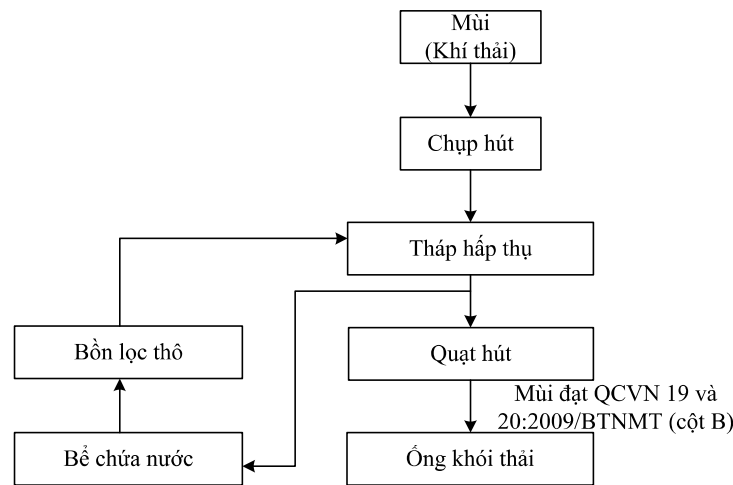 Mùi
(Khí thải)
Chụp hút
Tháp hấp thụ
Bồn lọc thô
Quạt hút
Mùi đạt QCVN 19 và
20:2009/BTNMT (cột B)
Bể chứa nước
Ống khói thải